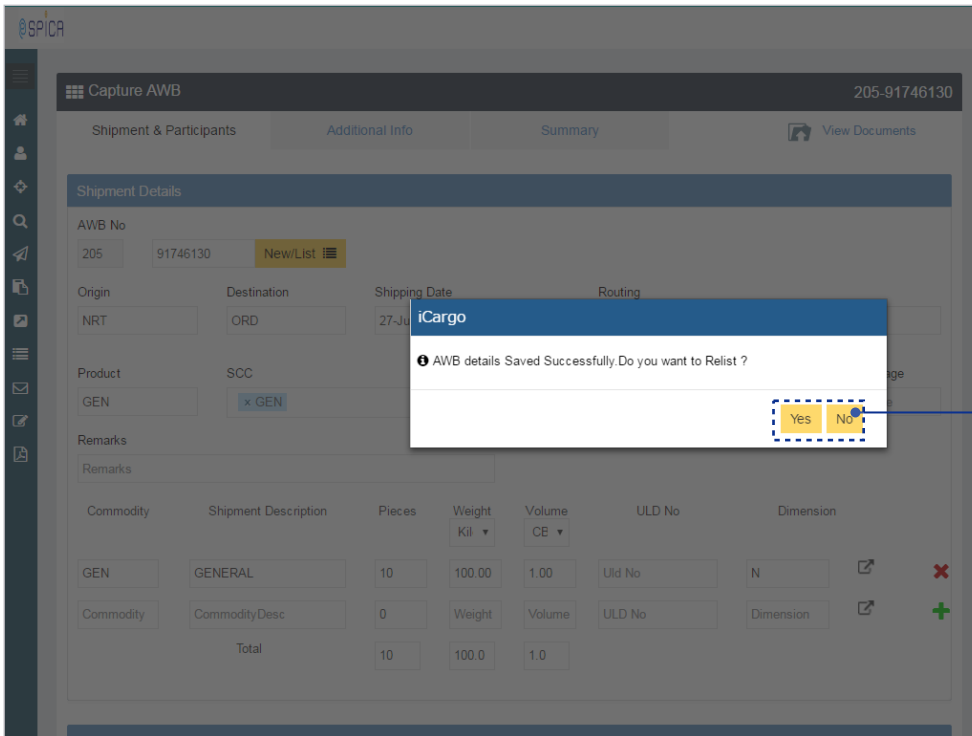 SPICA
Capture AWB 205-91746130
Shipment & Participants Additional Info Summary View Documents
Shipment Details
AWB No
205 91746130 New/List
Origin Destination Shipping Date Routing
NRT ORD 27-Ju
iCargo
AWB details Saved Successfully.Do you want to Relist ?
Yes No
Product SCC
GEN × GEN
Remarks
Remarks
Commodity Shipment Description Pieces Weight Volume ULD No Dimension
Kil CB
GEN GENERAL 10 100.00 1.00 Uld No N
Commodity CommodityDesc 0 Weight Volume ULD No Dimension
Total 10 100.0 1.0